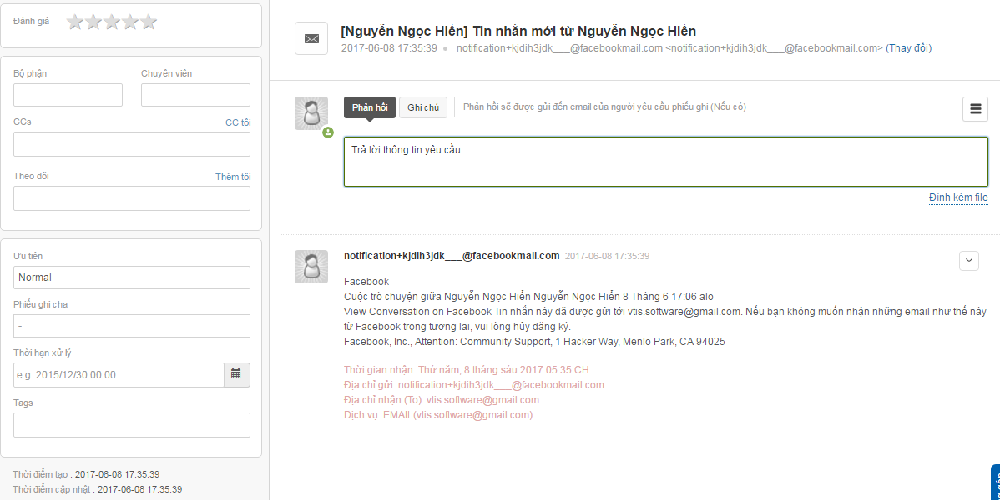 Đánh giá
Bộ phận
Chuyên viên
CCs
CC tôi
Theo dõi
Thêm tôi
Ưu tiên
Normal
Phiếu ghi cha
-
Thời hạn xử lý
e.g. 2015/12/30 00:00
Tags
Thời điểm tạo : 2017-06-08 17:35:39
Thời điểm cập nhật : 2017-06-08 17:35:39
[Nguyễn Ngọc Hiên] Tin nhắn mới từ Nguyễn Ngọc Hiên
2017-06-08 17:35:39 ● notification+kjdih3jdk___@facebookmail.com <notification+kjdih3jdk___@facebookmail.com> (Thay đổi)
Phản hồi
Ghi chú
Phản hồi sẽ được gửi đến email của người yêu cầu phiếu ghi (Nếu có)
Trả lời thông tin yêu cầu
Đính kèm file
notification+kjdih3jdk___@facebookmail.com 2017-06-08 17:35:39
Facebook
Cuộc trò chuyện giữa Nguyễn Ngọc Hiển Nguyễn Ngọc Hiển 8 Tháng 6 17:06 alo
View Conversation on Facebook Tin nhắn này đã được gửi tới vtis.software@gmail.com. Nếu bạn không muốn nhận những email như thế này
từ Facebook trong tương lai, vui lòng hủy đăng ký.
Facebook, Inc., Attention: Community Support, 1 Hacker Way, Menlo Park, CA 94025
Thời gian nhận: Thứ năm, 8 tháng sáu 2017 05:35 CH
Địa chỉ gửi: notification+kjdih3jdk___@facebookmail.com
Địa chỉ nhận (To): vtis.software@gmail.com
Dịch vụ: EMAIL(vtis.software@gmail.com)